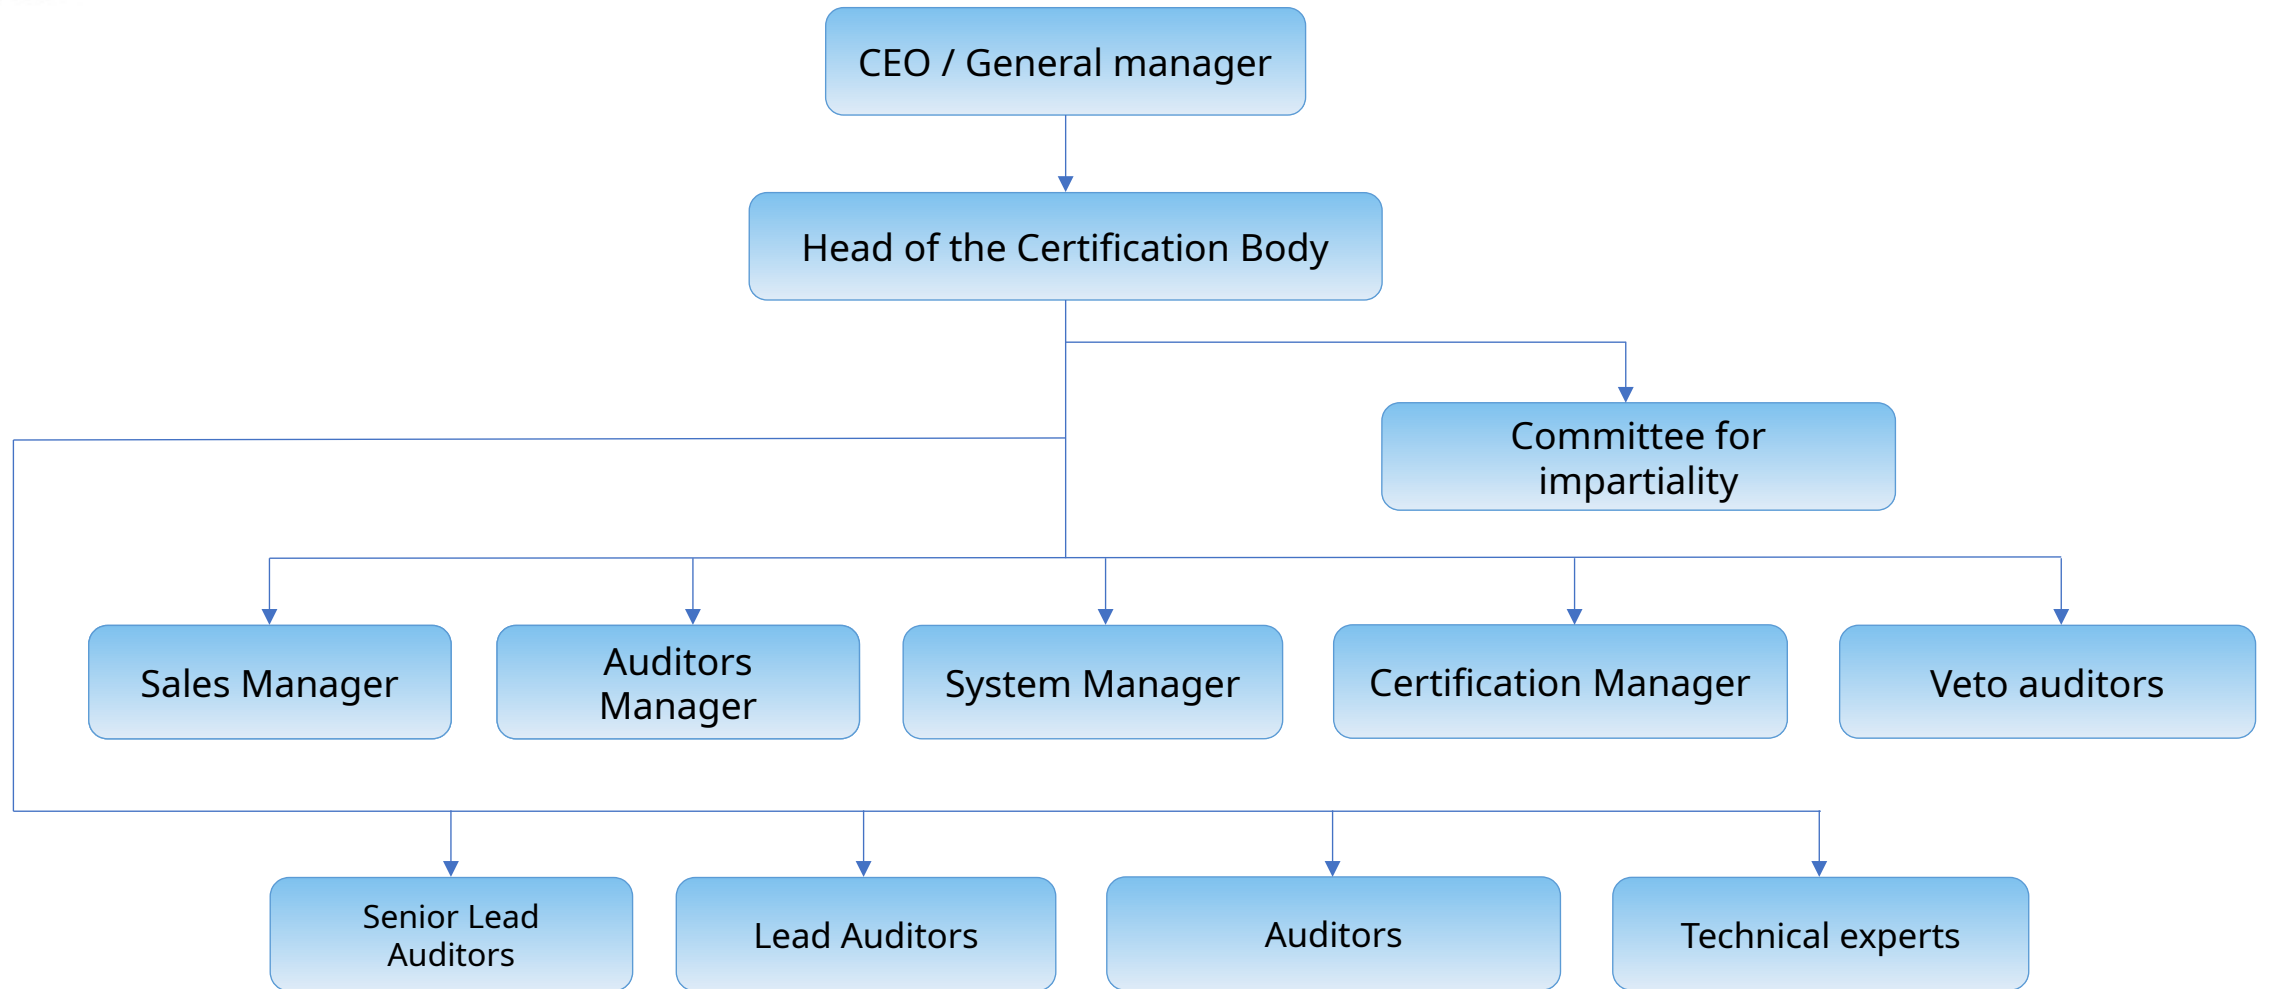 CEO / General manager
Head of the Certification Body
Committee for
impartiality
Sales Manager
Auditors
Manager
System Manager
Certification Manager
Veto auditors
Senior Lead
Auditors
Lead Auditors
Auditors
Technical experts